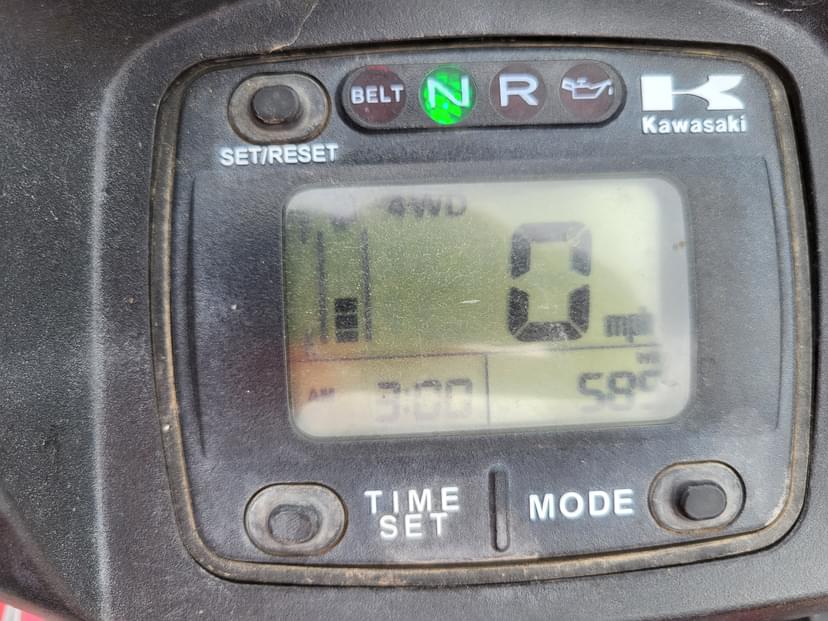 BELT N R
Kawasaki
SET/RESET
4WD
0 mph
AM 3:00
TIME SET
MODE